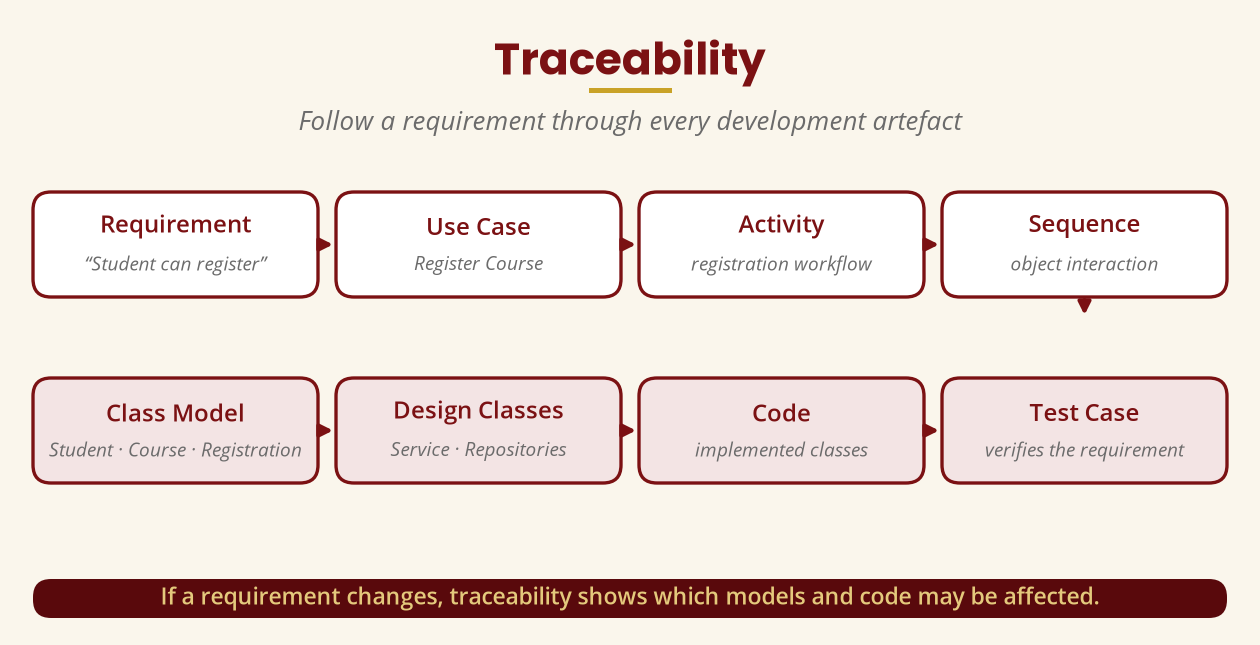 Traceability
Follow a requirement through every development artefact
Requirement
“Student can register”
Use Case
Register Course
Activity
registration workflow
Sequence
object interaction
Class Model
Student · Course · Registration
Design Classes
Service · Repositories
Code
implemented classes
Test Case
verifies the requirement
If a requirement changes, traceability shows which models and code may be affected.